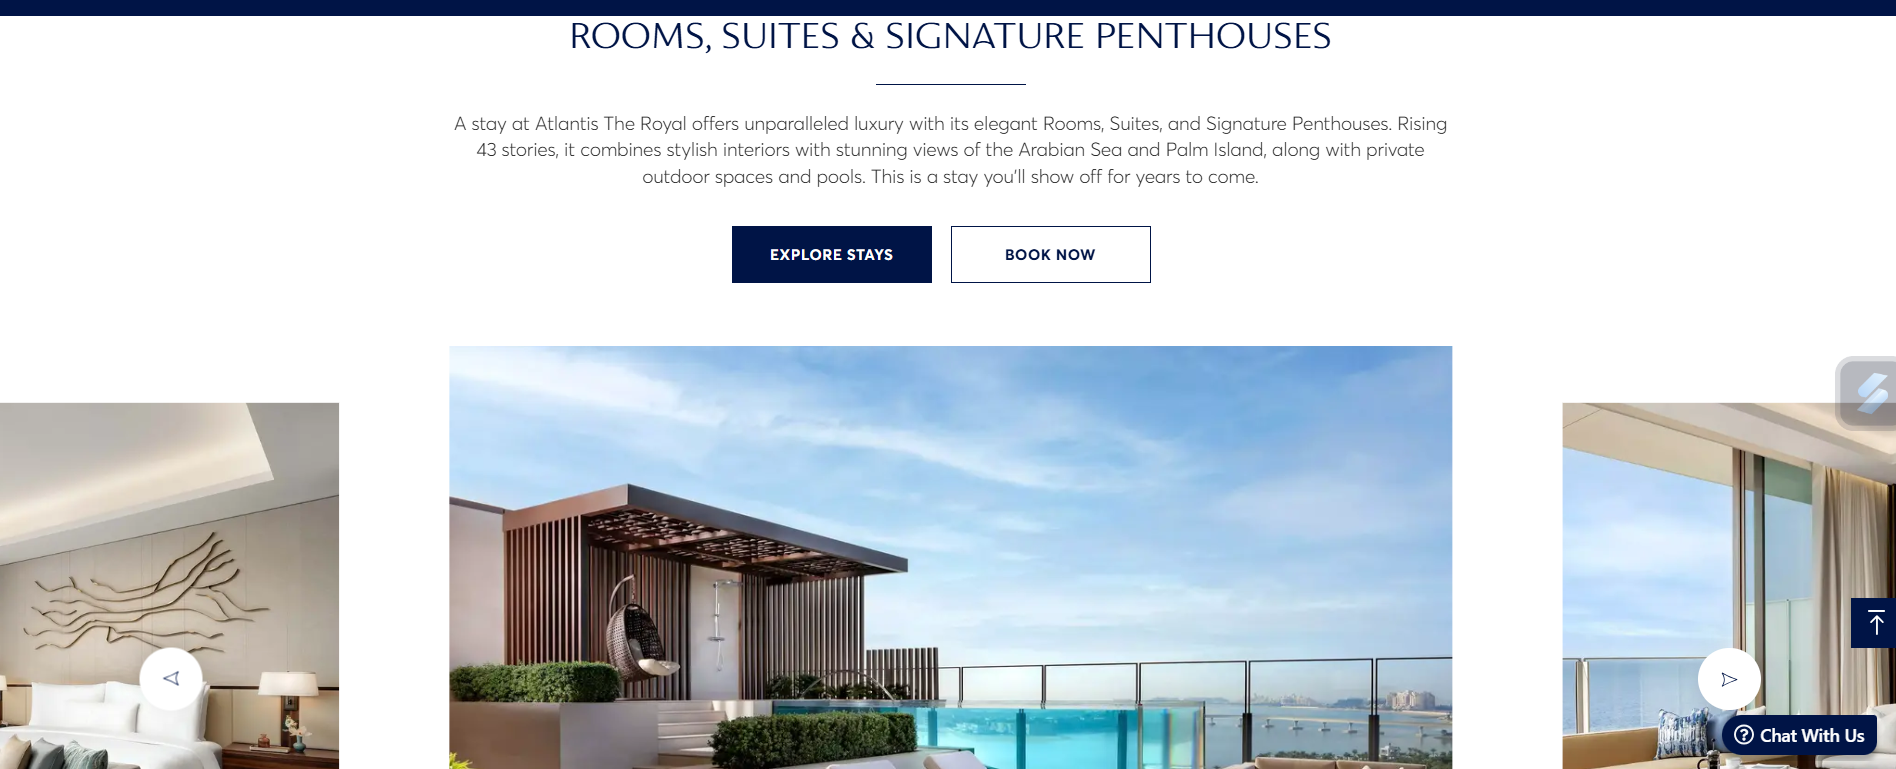 ROOMS, SUITES & SIGNATURE PENTHOUSES
A stay at Atlantis The Royal offers unparalleled luxury with its elegant Rooms, Suites, and Signature Penthouses. Rising
43 stories, it combines stylish interiors with stunning views of the Arabian Sea and Palm Island, along with private
outdoor spaces and pools. This is a stay you'll show off for years to come.
EXPLORE STAYS
BOOK NOW
Chat With Us